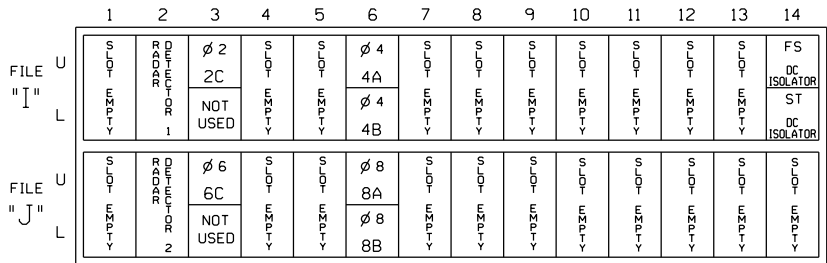 1 2 3 4 5 6 7 8 9 10 11 12 13 14
FILE "I"
U
L
SLOT EMPTY
RADAR DETECTOR 1
Ø 2
2C
NOT USED
SLOT EMPTY
SLOT EMPTY
Ø 4
4A
Ø 4
4B
SLOT EMPTY
SLOT EMPTY
SLOT EMPTY
SLOT EMPTY
SLOT EMPTY
SLOT EMPTY
SLOT EMPTY
FS
DC ISOLATOR
ST
DC ISOLATOR
FILE "J"
U
L
SLOT EMPTY
RADAR DETECTOR 2
Ø 6
6C
NOT USED
SLOT EMPTY
SLOT EMPTY
Ø 8
8A
Ø 8
8B
SLOT EMPTY
SLOT EMPTY
SLOT EMPTY
SLOT EMPTY
SLOT EMPTY
SLOT EMPTY
SLOT EMPTY
SLOT EMPTY